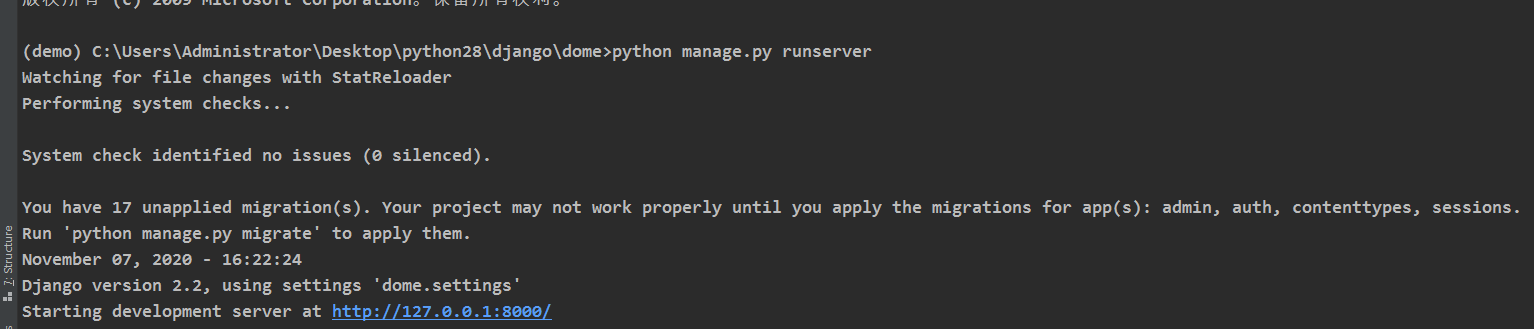 (c) 2009 Microsoft Corporation。保留所有权利。
(demo) C:\Users\Administrator\Desktop\python28\django\dome>python manage.py runserver
Watching for file changes with StatReloader
Performing system checks...
System check identified no issues (0 silenced).
You have 17 unapplied migration(s). Your project may not work properly until you apply the migrations for app(s): admin, auth, contenttypes, sessions.
Run 'python manage.py migrate' to apply them.
November 07, 2020 - 16:22:24
Django version 2.2, using settings 'dome.settings'
Starting development server at http://127.0.0.1:8000/
7: Structure